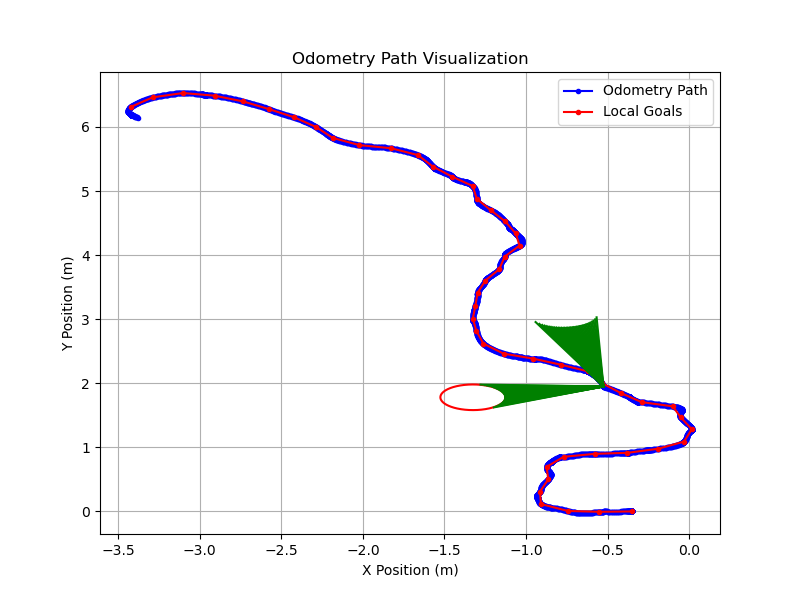 Odometry Path Visualization
Odometry Path
Local Goals
Y Position (m)
6
5
4
3
2
1
0
−3.5 −3.0 −2.5 −2.0 −1.5 −1.0 −0.5 0.0
X Position (m)